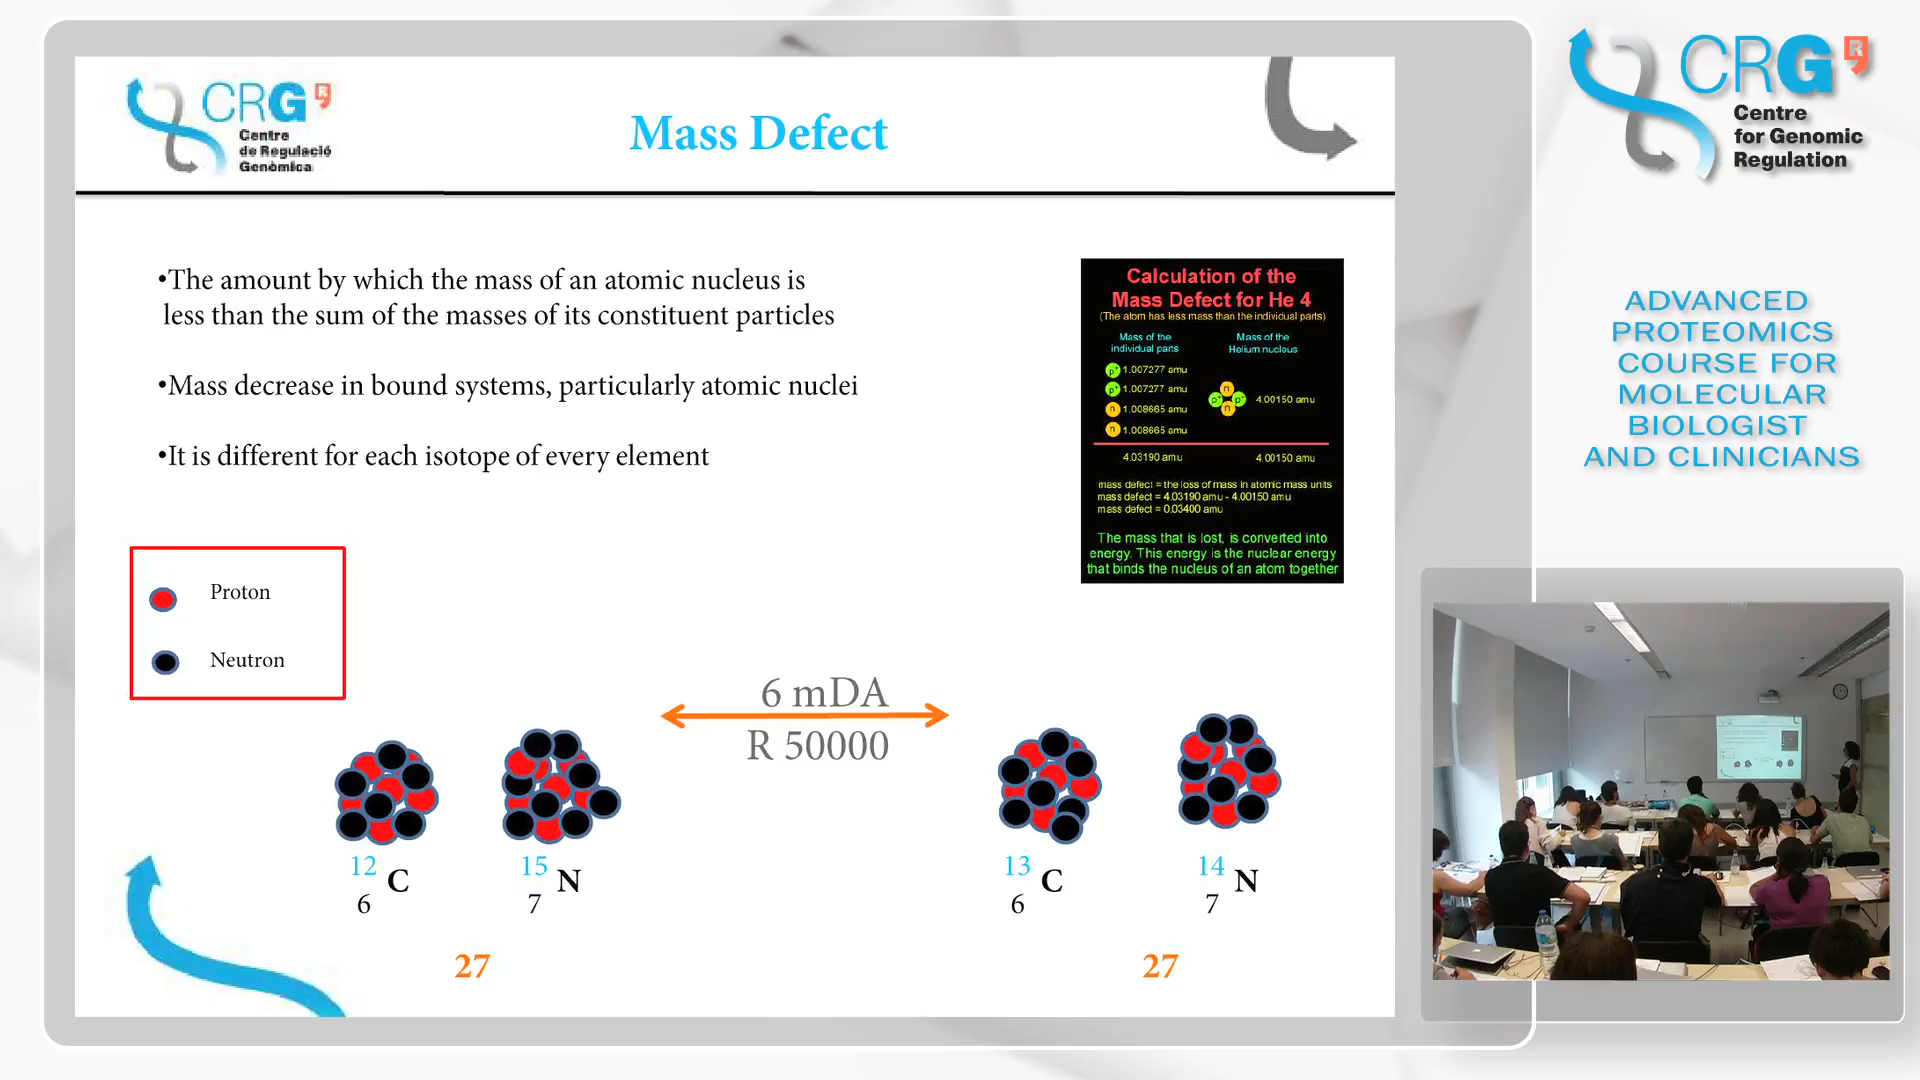 CRG
Centre
de Regulació
Genòmica
Mass Defect
•The amount by which the mass of an atomic nucleus is
less than the sum of the masses of its constituent particles
•Mass decrease in bound systems, particularly atomic nuclei
•It is different for each isotope of every element
Calculation of the
Mass Defect for He 4
(The atom has less mass than the individual parts)
Mass of the
individual parts
Mass of the
Helium nucleus
p+ 1.007277 amu
p+ 1.007277 amu
n 1.008665 amu
n 1.008665 amu
n
p+ p+
n
4.00150 amu
4.03190 amu
4.00150 amu
mass defect = the loss of mass in atomic mass units
mass defect = 4.03190 amu - 4.00150 amu
mass defect = 0.03400 amu
The mass that is lost, is converted into
energy. This energy is the nuclear energy
that binds the nucleus of an atom together
Proton
Neutron
6 mDA
R 50000
12
6
C
15
7
N
13
6
C
14
7
N
27
27
CRG
R
Centre
for Genomic
Regulation
ADVANCED
PROTEOMICS
COURSE FOR
MOLECULAR
BIOLOGIST
AND CLINICIANS